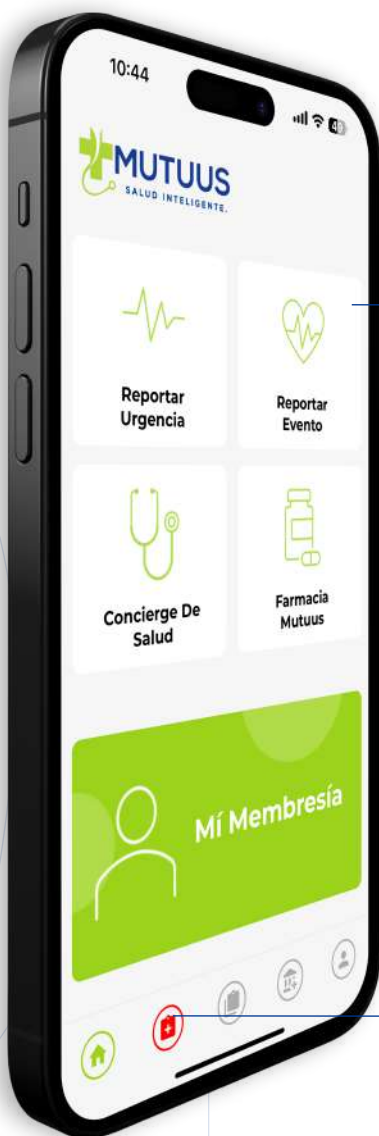 10:44
MUTUUS
SALUD INTELIGENTE.
Reportar
Urgencia
Reportar
Evento
Concierge De
Salud
Farmacia
Mutuus
Mí Membresía